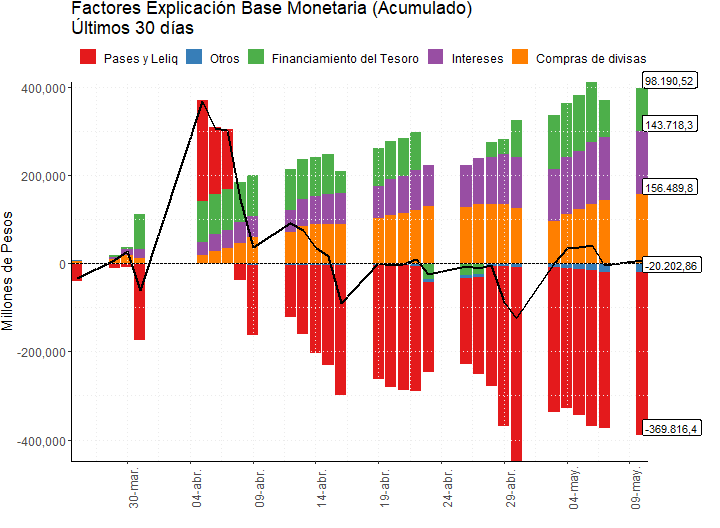 Factores Explicación Base Monetaria (Acumulado)
Últimos 30 días
Pases y Leliq
Otros
Financiamiento del Tesoro
Intereses
Compras de divisas
Millones de Pesos
400,000
200,000
0
-200,000
-400,000
98.190,52
143.718,3
156.489,8
-20.202,86
-369.816,4
30-mar.
04-abr.
09-abr.
14-abr.
19-abr.
24-abr.
29-abr.
04-may.
09-may.